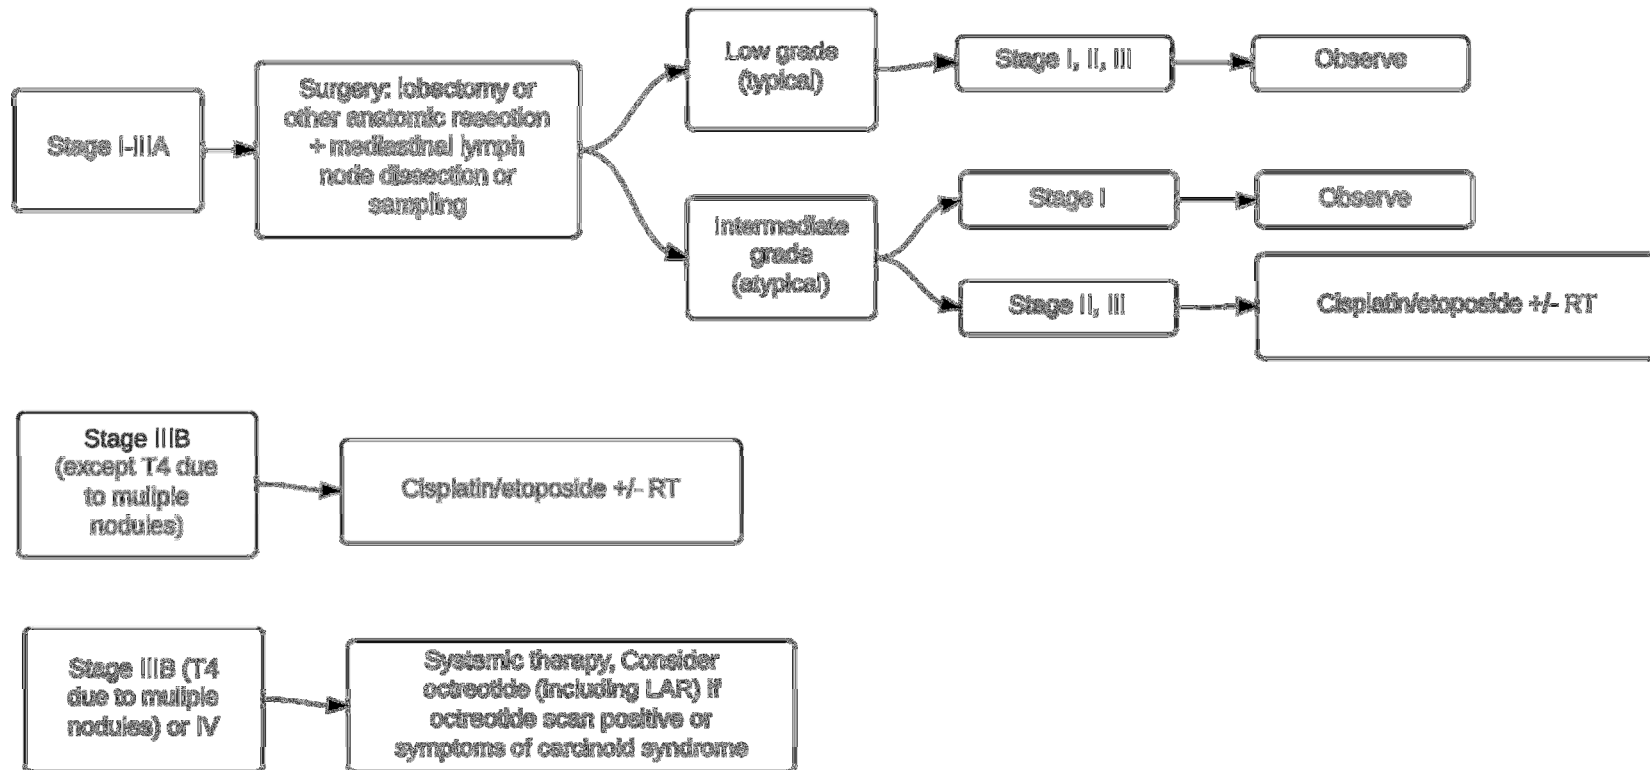 Stage I-IIIA
Surgery: lobectomy or
other anatomic resection
+ mediastinal lymph
node dissection or
sampling
Low grade
(typical)
Stage I, II, III
Observe
Intermediate
grade
(atypical)
Stage I
Observe
Stage II, III
Cisplatin/etoposide +/- RT
Stage IIIB
(except T4 due
to muliple
nodules)
Cisplatin/etoposide +/- RT
Stage IIIB (T4
due to muliple
nodules) or IV
Systemic therapy, Consider
octreotide (including LAR) if
octreotide scan positive or
symptoms of carcinoid syndrome